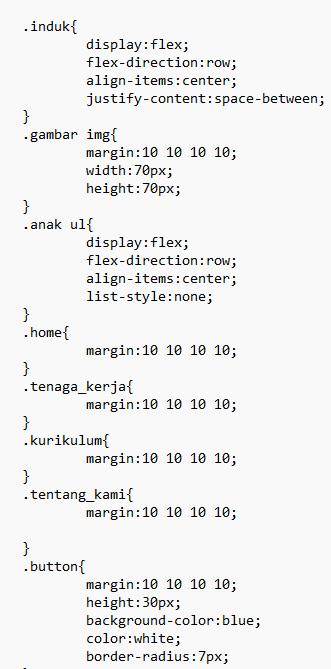 .induk{
        display:flex;
        flex-direction:row;
        align-items:center;
        justify-content:space-between;
}
.gambar img{
        margin:10 10 10 10;
        width:70px;
        height:70px;
}
.anak ul{
        display:flex;
        flex-direction:row;
        align-items:center;
        list-style:none;
}
.home{
        margin:10 10 10 10;
}
.tenaga_kerja{
        margin:10 10 10 10;
}
.kurikulum{
        margin:10 10 10 10;
}
.tentang_kami{
        margin:10 10 10 10;

}
.button{
        margin:10 10 10 10;
        height:30px;
        background-color:blue;
        color:white;
        border-radius:7px;